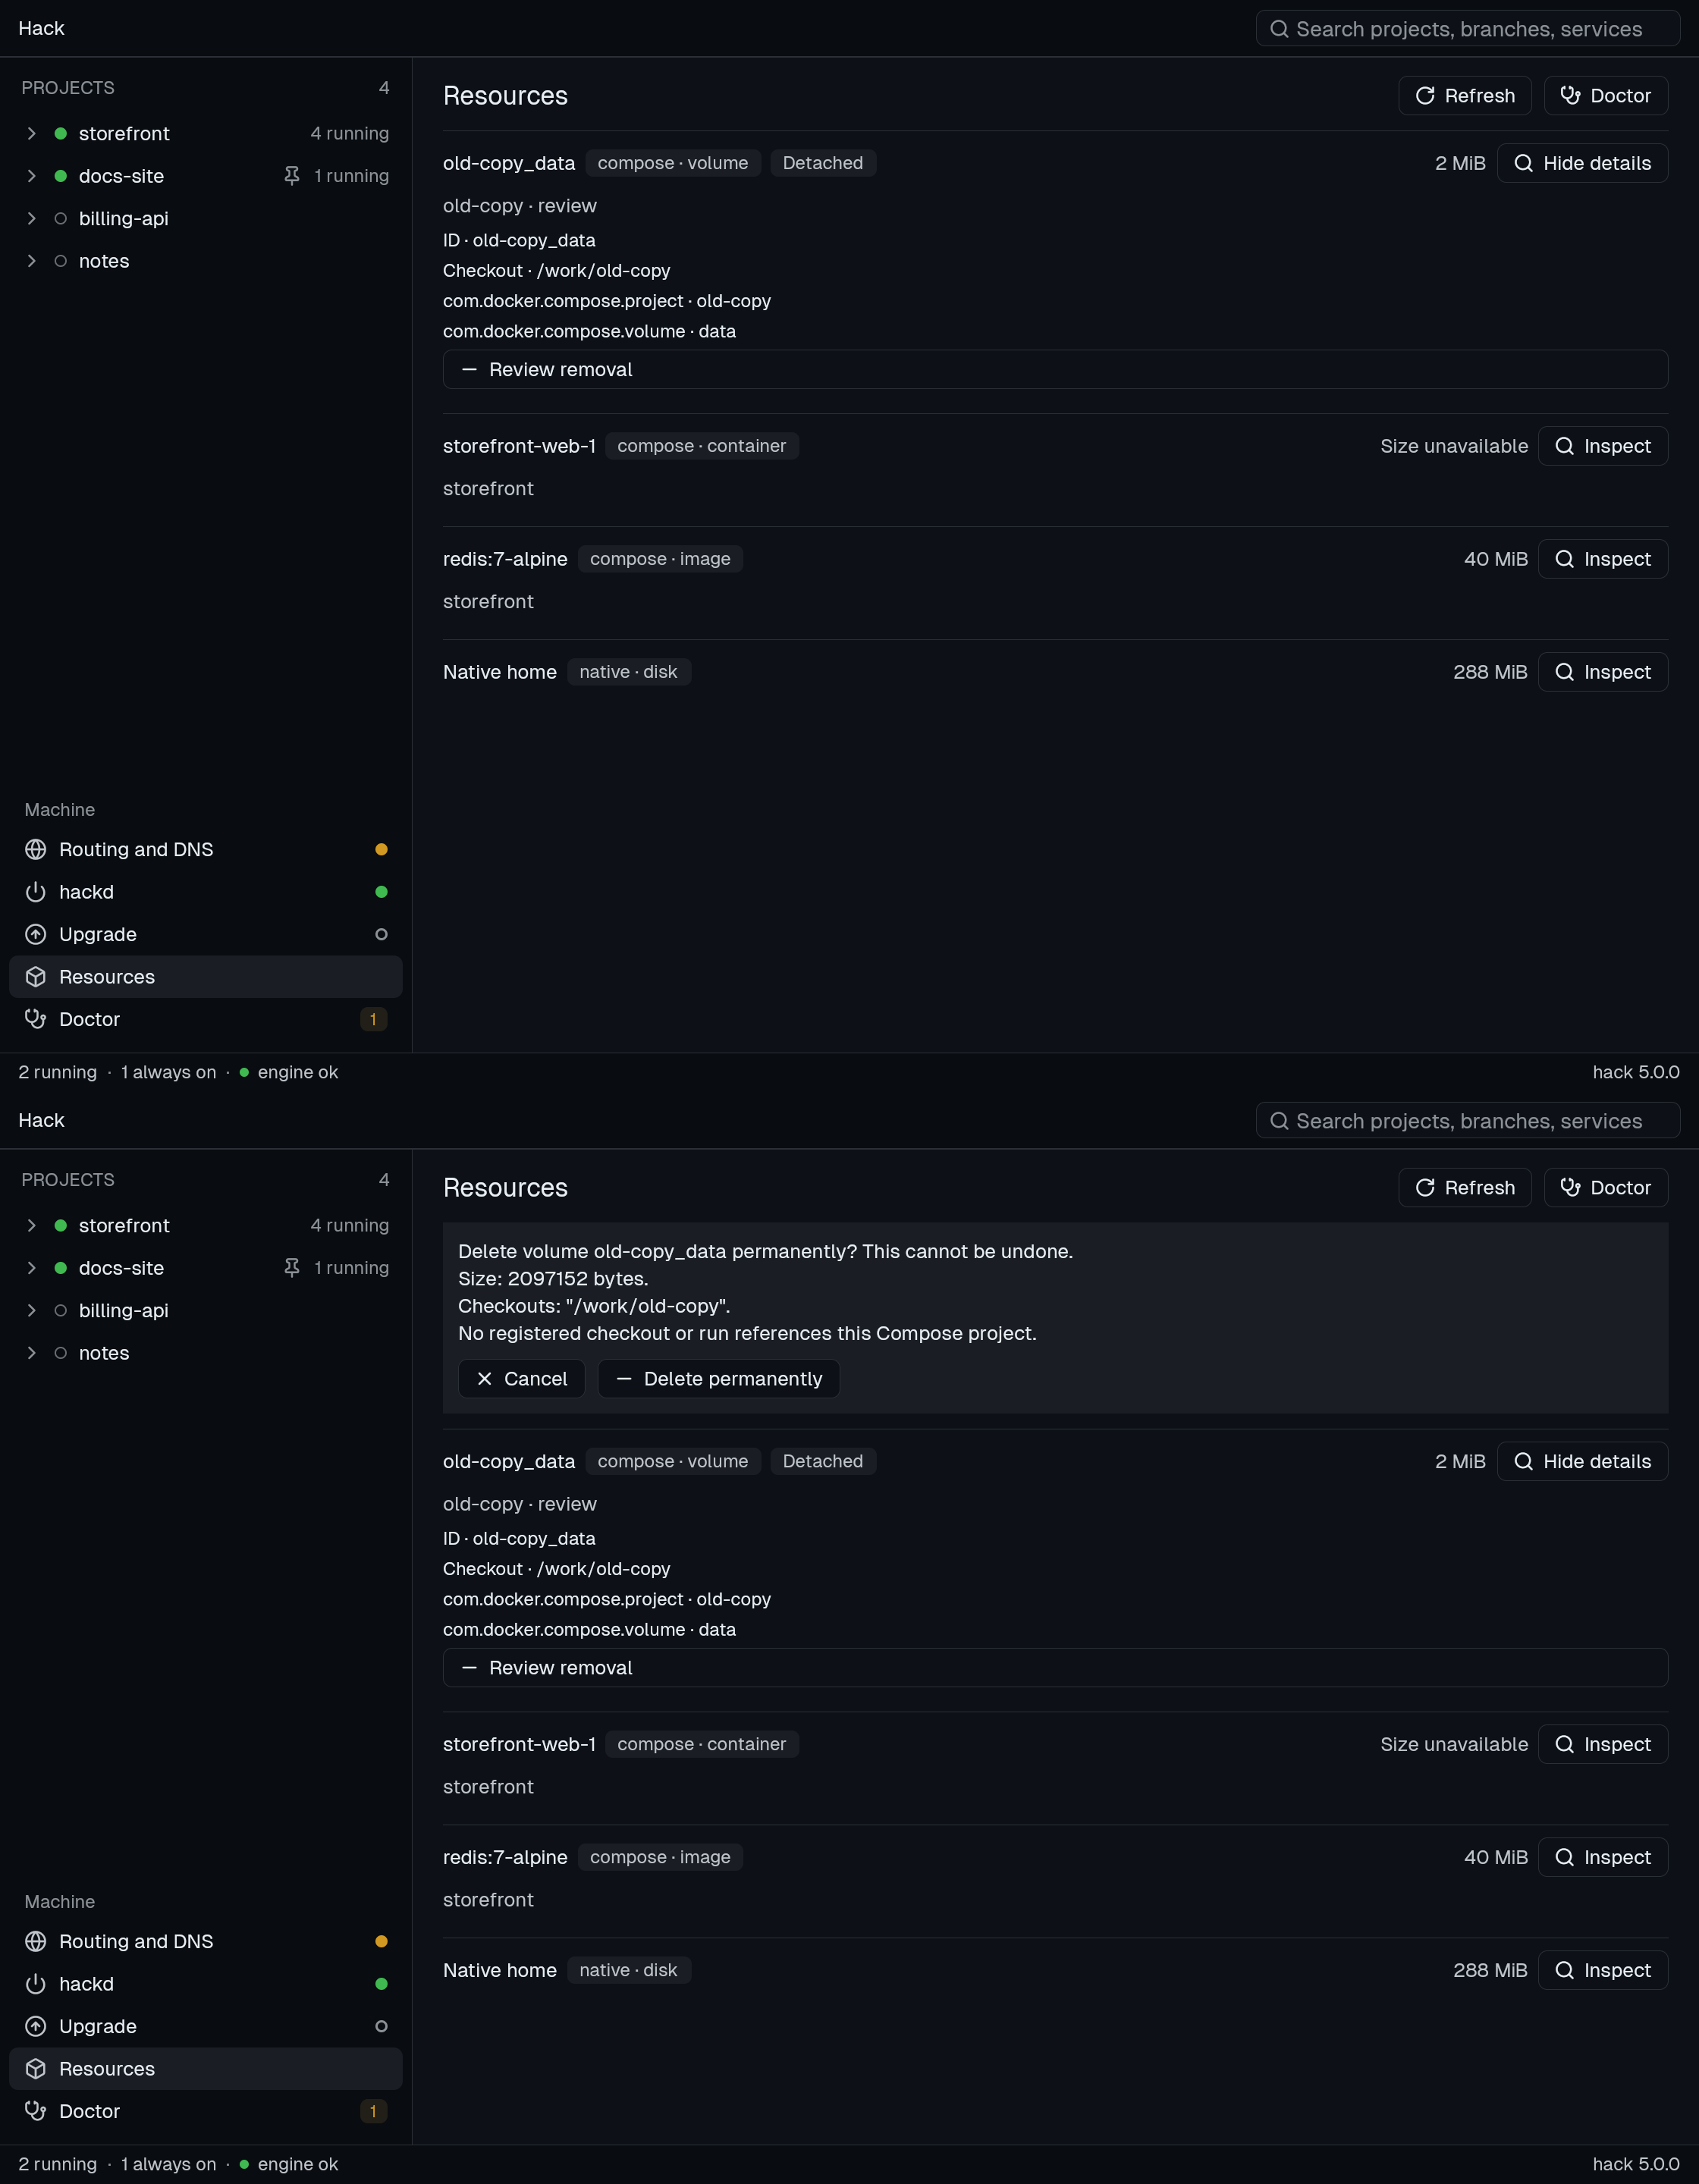 Hack
Search projects, branches, services
PROJECTS 4
storefront 4 running
docs-site 1 running
billing-api
notes
Machine
Routing and DNS
hackd
Upgrade
Resources
Doctor 1
Resources
Refresh
Doctor
old-copy_data compose · volume Detached 2 MiB Hide details
old-copy · review
ID · old-copy_data
Checkout · /work/old-copy
com.docker.compose.project · old-copy
com.docker.compose.volume · data
Review removal
storefront-web-1 compose · container Size unavailable Inspect
storefront
redis:7-alpine compose · image 40 MiB Inspect
storefront
Native home native · disk 288 MiB Inspect
2 running · 1 always on · engine ok
hack 5.0.0
Hack
Search projects, branches, services
PROJECTS 4
storefront 4 running
docs-site 1 running
billing-api
notes
Machine
Routing and DNS
hackd
Upgrade
Resources
Doctor 1
Resources
Refresh
Doctor
Delete volume old-copy_data permanently? This cannot be undone.
Size: 2097152 bytes.
Checkouts: "/work/old-copy".
No registered checkout or run references this Compose project.
Cancel
Delete permanently
old-copy_data compose · volume Detached 2 MiB Hide details
old-copy · review
ID · old-copy_data
Checkout · /work/old-copy
com.docker.compose.project · old-copy
com.docker.compose.volume · data
Review removal
storefront-web-1 compose · container Size unavailable Inspect
storefront
redis:7-alpine compose · image 40 MiB Inspect
storefront
Native home native · disk 288 MiB Inspect
2 running · 1 always on · engine ok
hack 5.0.0